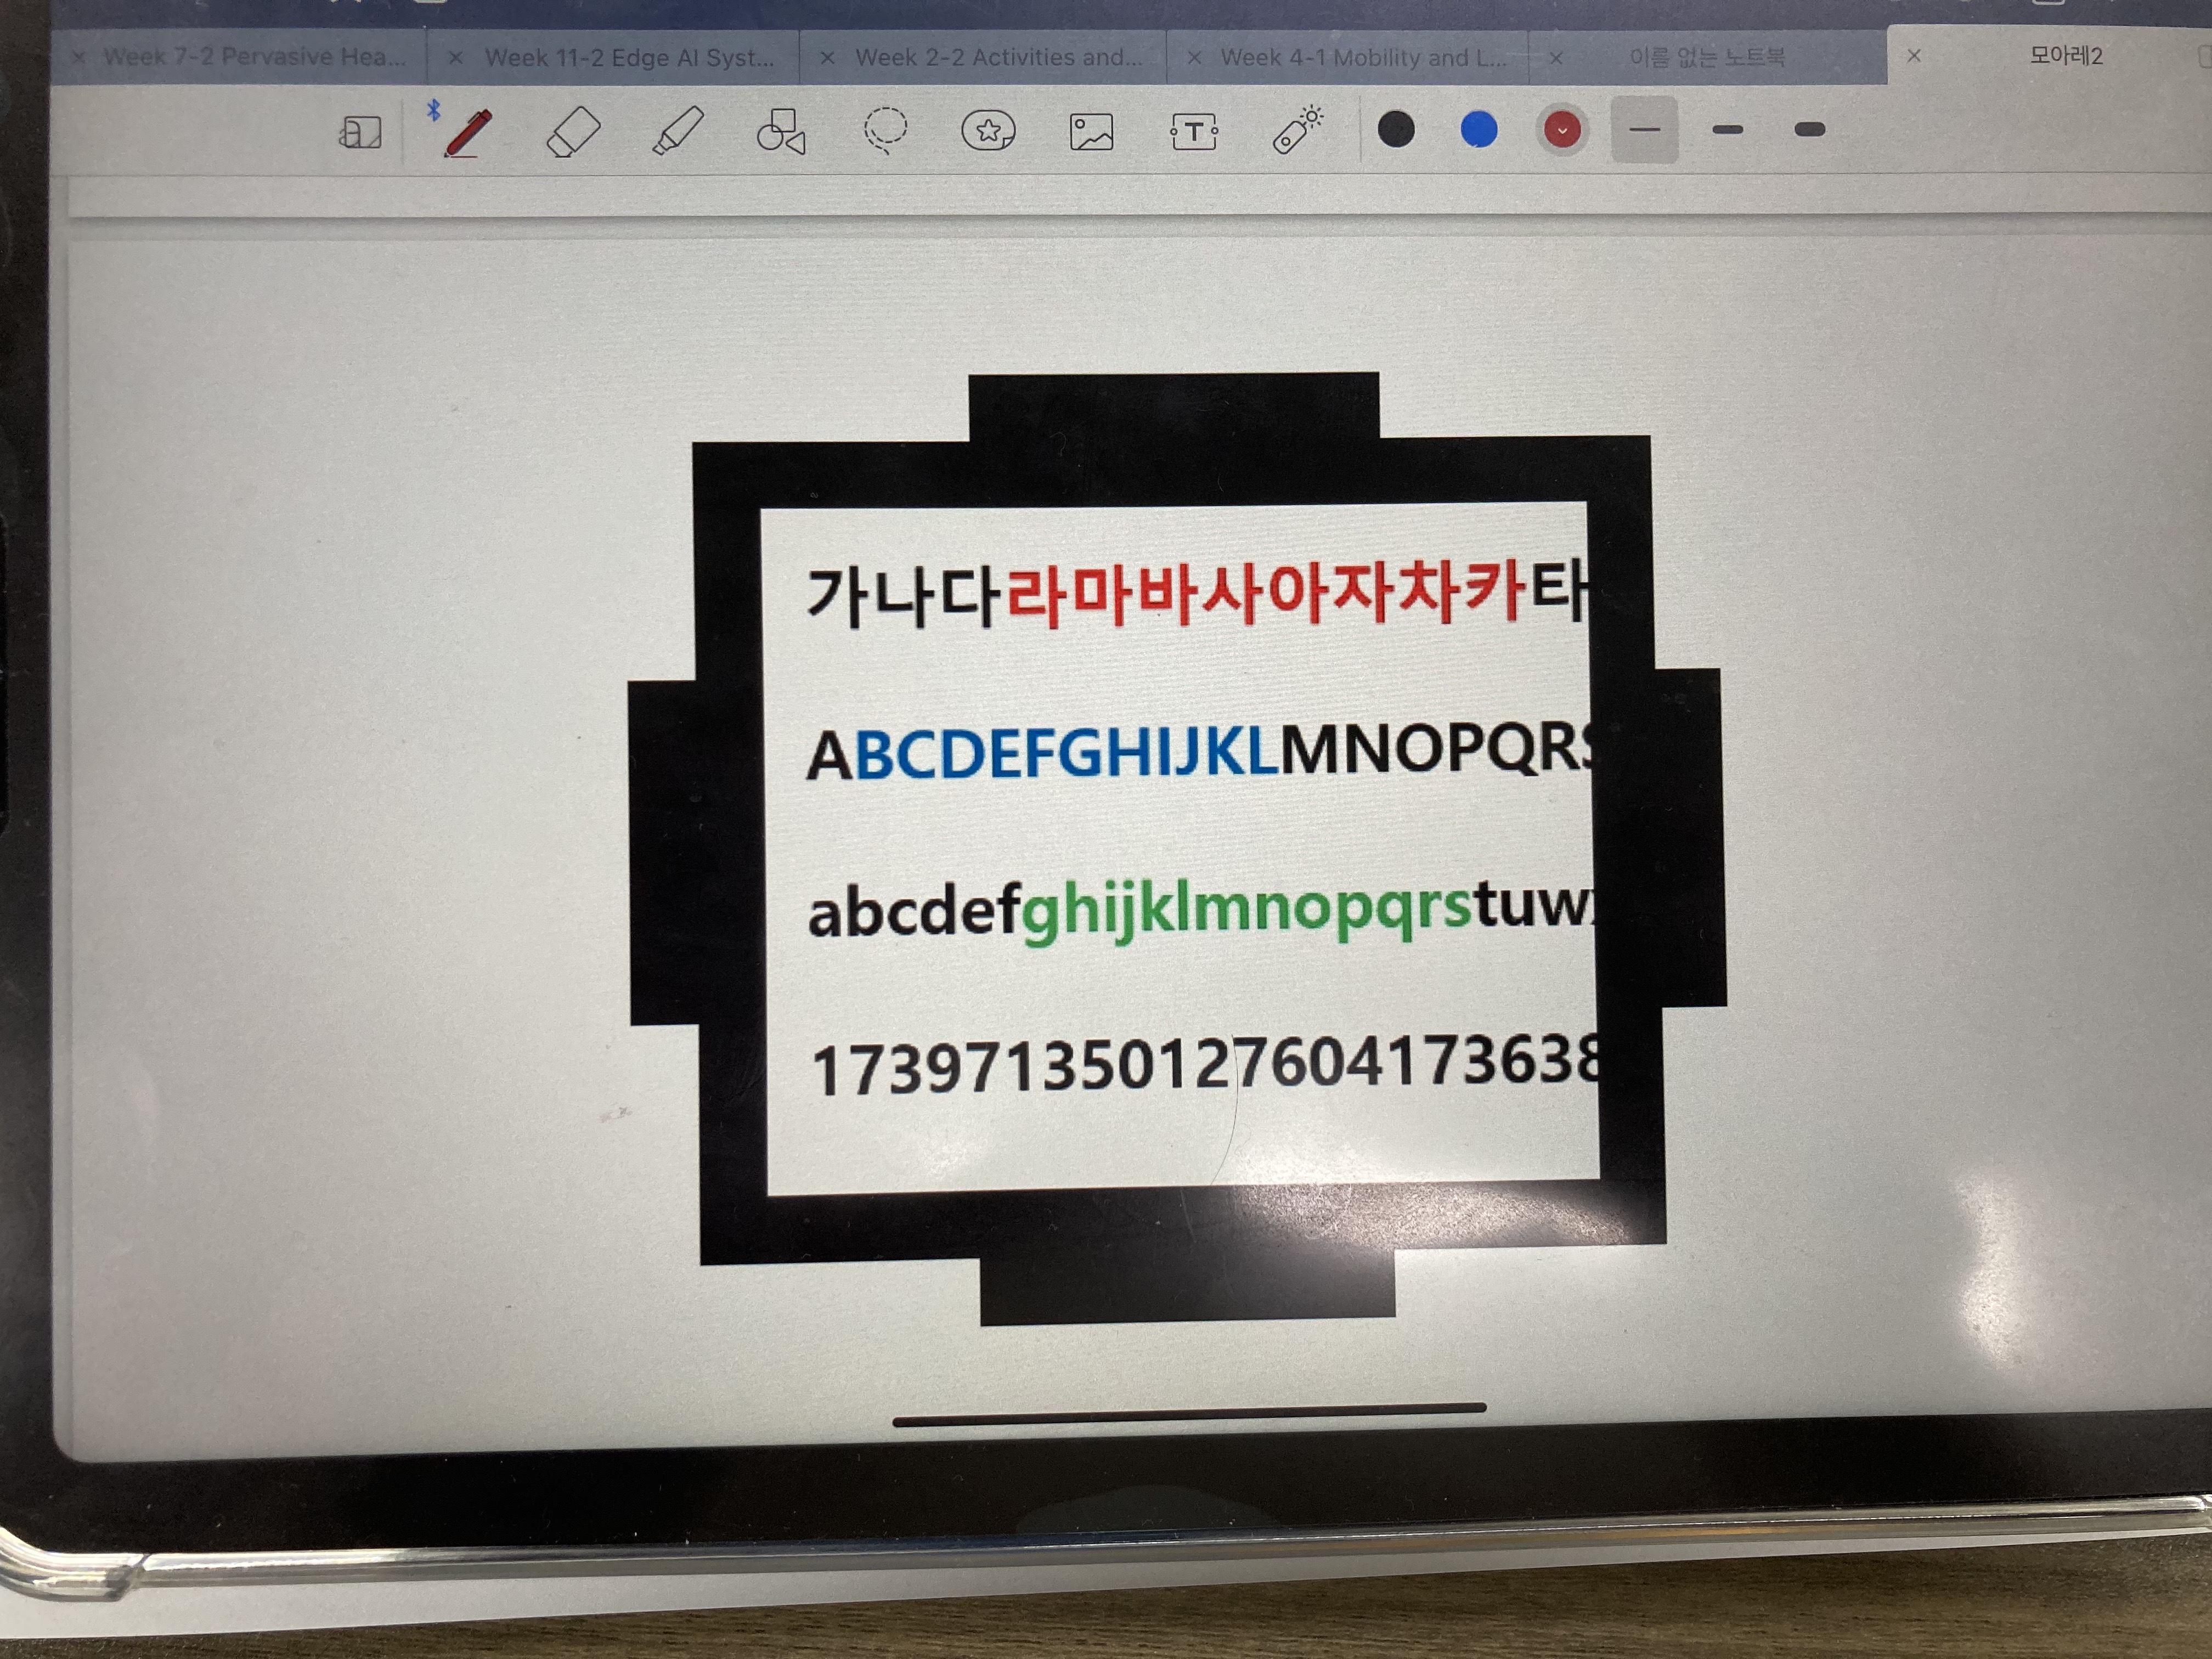 × Week 7-2 Pervasive Hea... × Week 11-2 Edge AI Syst... × Week 2-2 Activities and... × Week 4-1 Mobility and L... × 이름 없는 노트북 × 모아레2
가나다라마바사아자차카타
ABCDEFGHIJKLMNOPQRS
abcdefghijklmnopqrstuvw
173971350127604173638